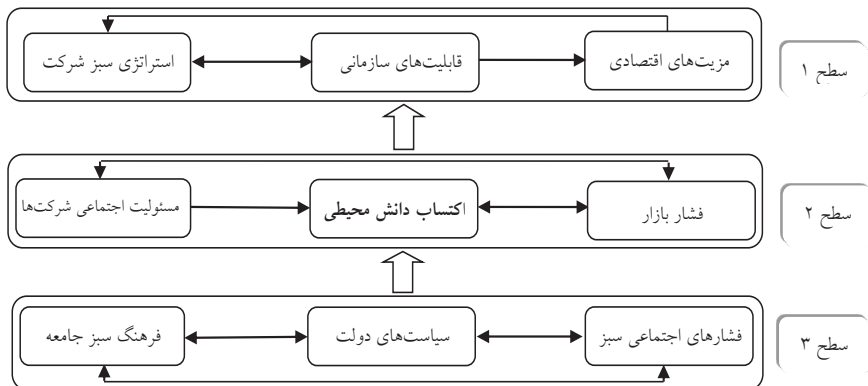 سطح ۱
مزیت‌های اقتصادی
قابلیت‌های سازمانی
استراتژی سبز شرکت
سطح ۲
فشار بازار
اکتساب دانش محیطی
مسئولیت اجتماعی شرکت‌ها
سطح ۳
فشارهای اجتماعی سبز
سیاست‌های دولت
فرهنگ سبز جامعه